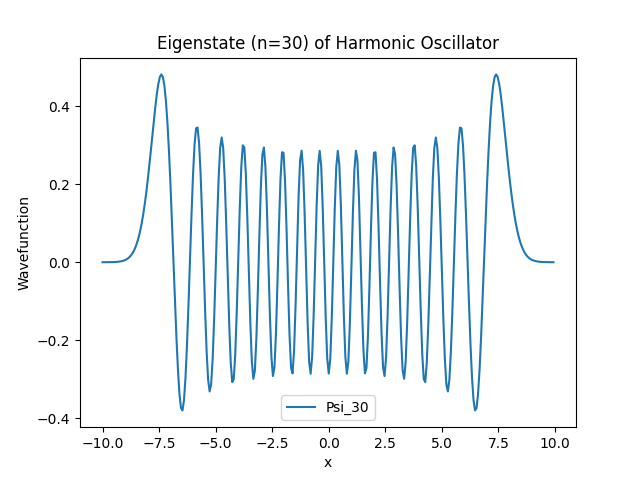 Eigenstate (n=30) of Harmonic Oscillator
Wavefunction
0.4
0.2
0.0
−0.2
−0.4
Psi_30
−10.0 −7.5 −5.0 −2.5 0.0 2.5 5.0 7.5 10.0
x